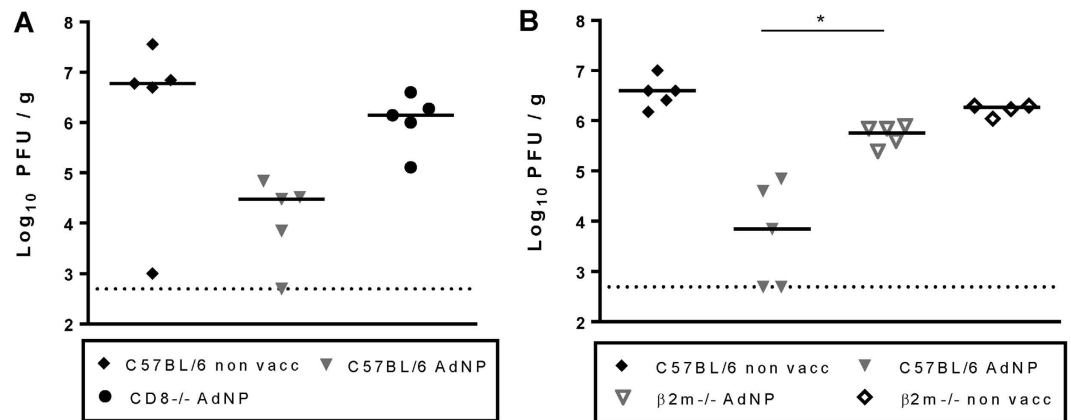 A
8
7
6
5
4
3
2
Log10 PFU / g
C57BL/6 non vacc
C57BL/6 AdNP
CD8-/- AdNP
B
*
8
7
6
5
4
3
2
Log10 PFU / g
C57BL/6 non vacc
C57BL/6 AdNP
β2m-/- AdNP
β2m-/- non vacc